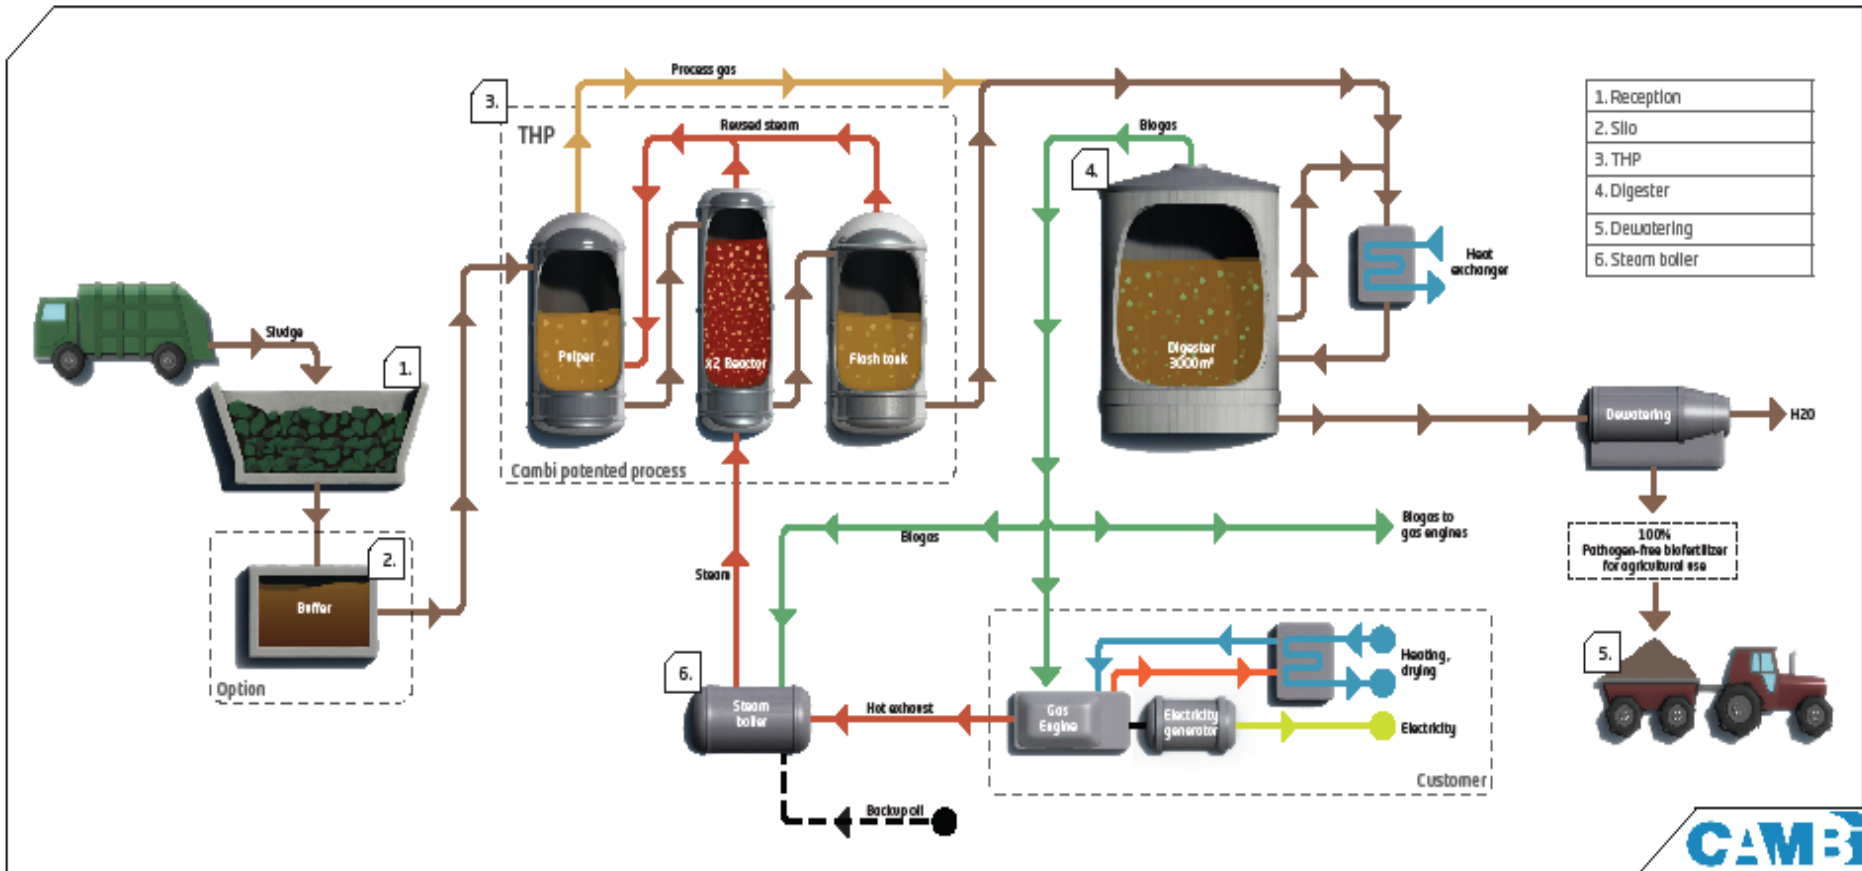 Process gas
3.
THP
Reused steam
Biogas
4.
1. Reception
2. Silo
3. THP
4. Digester
5. Dewatering
6. Steam boiler
Heat
exchanger
Sludge
1.
Pulper
x2 Reactor
Flash tank
Digester
3000m³
Dewatering
H2O
Cambi patented process
Biogas
Biogas to
gas engines
100%
Pathogen-free biofertilizer
for agricultural use
2.
Buffer
Option
Steam
6.
Steam
boiler
Hot exhaust
Gas
Engine
Electricity
generator
Heating,
drying
Electricity
Customer
5.
Backup oil
CAMBI